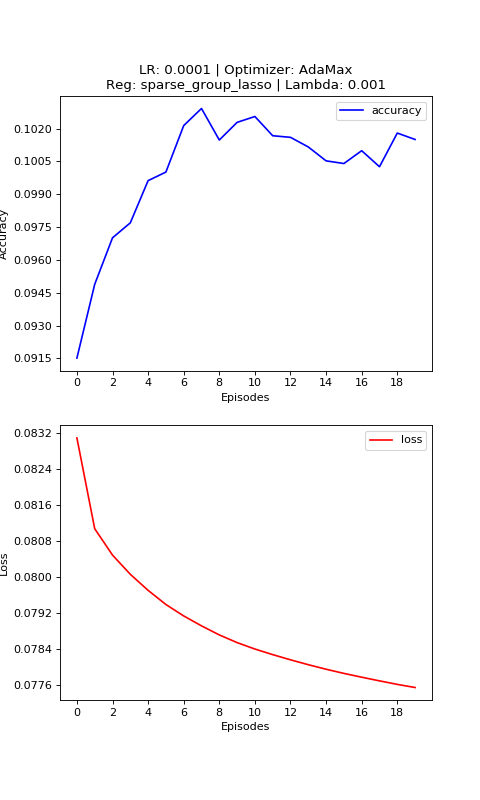 LR: 0.0001 | Optimizer: AdaMax
Reg: sparse_group_lasso | Lambda: 0.001
accuracy
0.1020
0.1005
0.0990
0.0975
0.0960
0.0945
0.0930
0.0915
Accuracy
0 2 4 6 8 10 12 14 16 18
Episodes
loss
0.0832
0.0824
0.0816
0.0808
0.0800
0.0792
0.0784
0.0776
Loss
0 2 4 6 8 10 12 14 16 18
Episodes